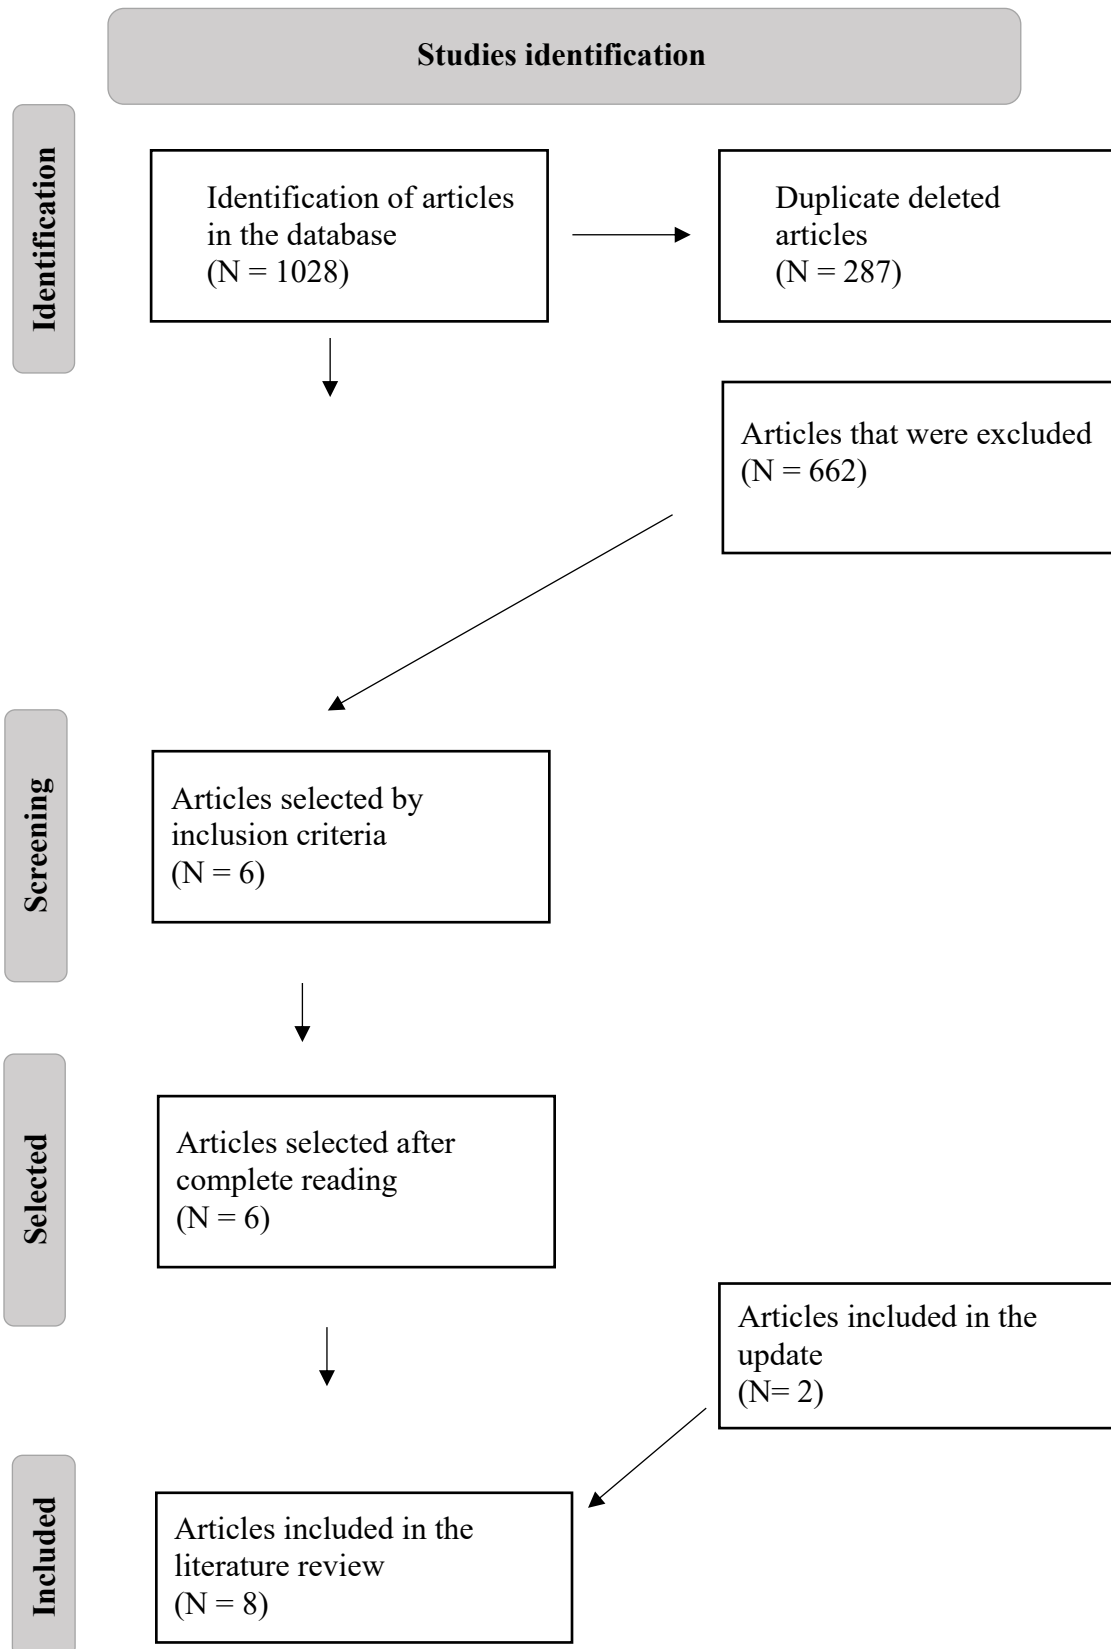 Studies identification
Identification
Identification of articles
in the database
(N = 1028)
Duplicate deleted
articles
(N = 287)
Articles that were excluded
(N = 662)
Screening
Articles selected by
inclusion criteria
(N = 6)
Selected
Articles selected after
complete reading
(N = 6)
Articles included in the
update
(N= 2)
Included
Articles included in the
literature review
(N = 8)